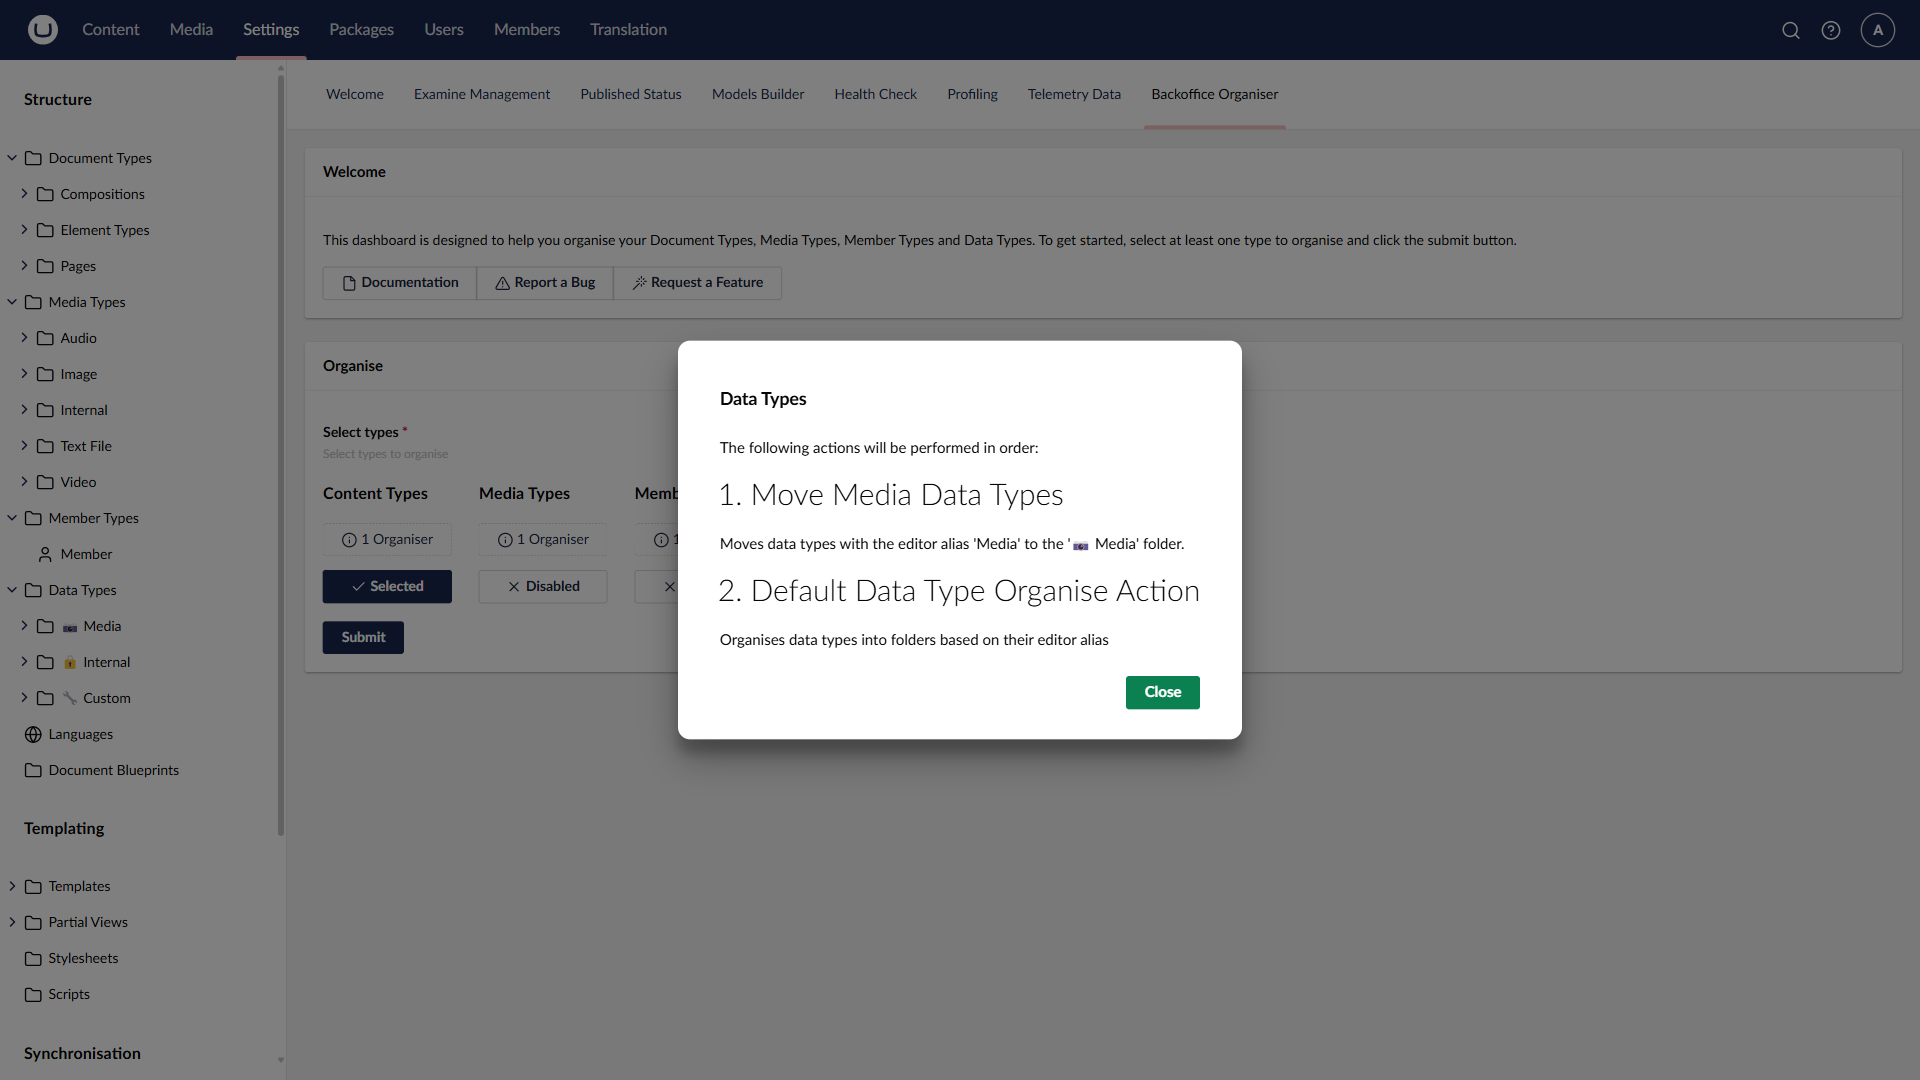 Content Media Settings Packages Users Members Translation
A
Structure
Document Types
Compositions
Element Types
Pages
Media Types
Audio
Image
Internal
Text File
Video
Member Types
Member
Data Types
Media
Internal
Custom
Languages
Document Blueprints
Templating
Templates
Partial Views
Stylesheets
Scripts
Synchronisation
Welcome Examine Management Published Status Models Builder Health Check Profiling Telemetry Data Backoffice Organiser
Welcome
This dashboard is designed to help you organise your Document Types, Media Types, Member Types and Data Types. To get started, select at least one type to organise and click the submit button.
Documentation Report a Bug Request a Feature
Organise
Select types *
Select types to organise
Content Types Media Types Memb
1 Organiser 1 Organiser 1
Selected Disabled
Submit
Data Types
The following actions will be performed in order:
1. Move Media Data Types
Moves data types with the editor alias 'Media' to the '📷 Media' folder.
2. Default Data Type Organise Action
Organises data types into folders based on their editor alias
Close